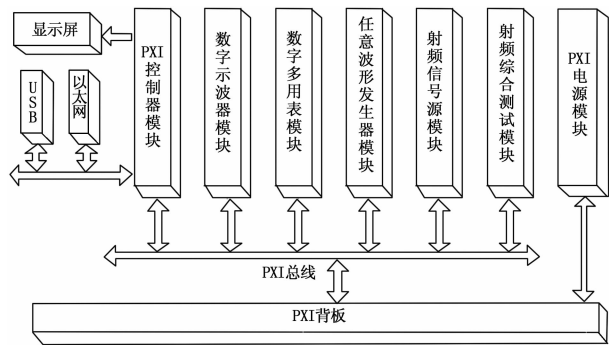 显示屏
USB
以太网
PXI控制器模块
数字示波器模块
数字多用表模块
任意波形发生器模块
射频信号源模块
射频综合测试模块
PXI电源模块
PXI总线
PXI背板